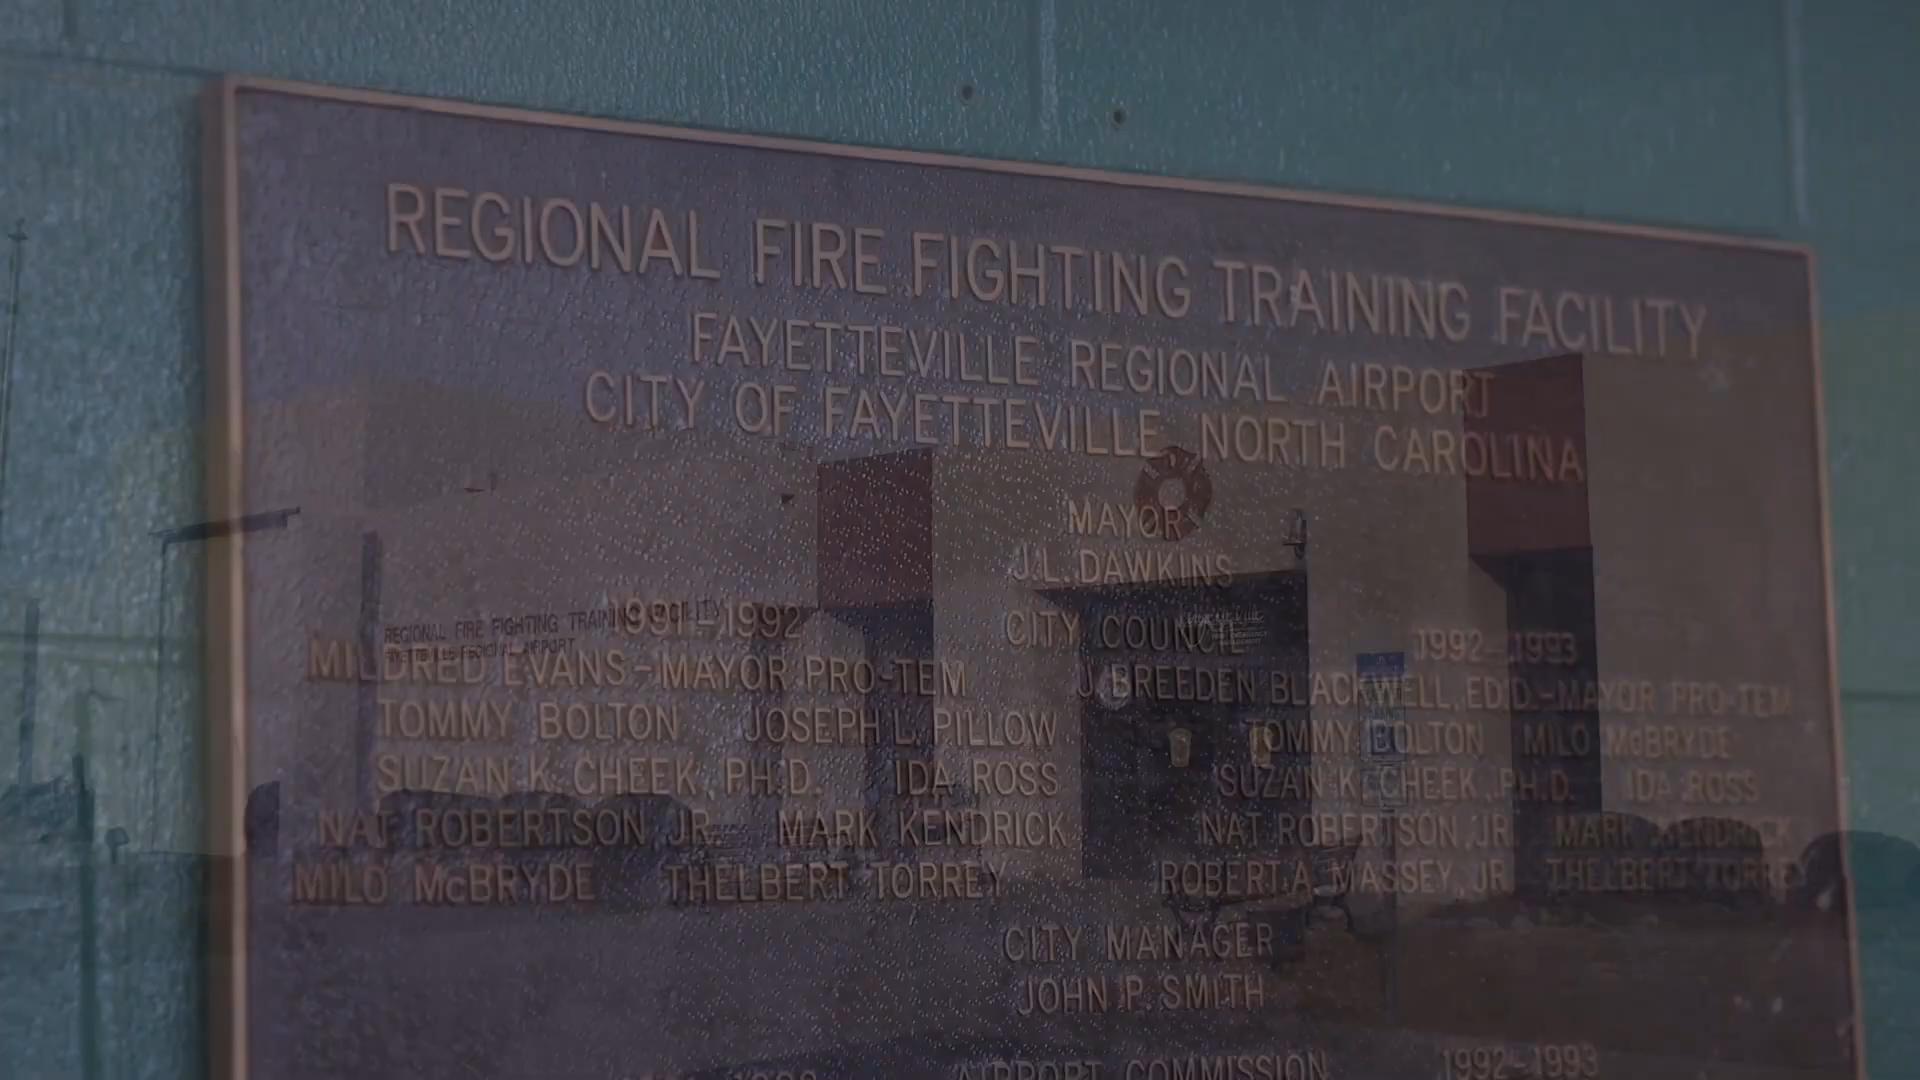 REGIONAL FIRE FIGHTING TRAINING FACILITY
FAYETTEVILLE REGIONAL AIRPORT
CITY OF FAYETTEVILLE, NORTH CAROLINA
MAYOR
J.L. DAWKINS
CITY COUNCIL
1991-1992
MILDRED EVANS-MAYOR PRO-TEM
TOMMY BOLTON JOSEPH L. PILLOW
SUZAN K. CHEEK, PH.D. IDA ROSS
NAT ROBERTSON, JR. MARK KENDRICK
MILO McBRYDE THELBERT TORREY
1992-1993
J. BREEDEN BLACKWELL, ED.D.-MAYOR PRO-TEM
TOMMY BOLTON MILO McBRYDE
SUZAN K. CHEEK, PH.D. IDA ROSS
NAT ROBERTSON, JR. MARK KENDRICK
ROBERT A. MASSEY, JR. THELBERT TORREY
CITY MANAGER
JOHN P. SMITH
AIRPORT COMMISSION 1992-1993
REGIONAL FIRE FIGHTING TRAINING FACILITY
FAYETTEVILLE REGIONAL AIRPORT